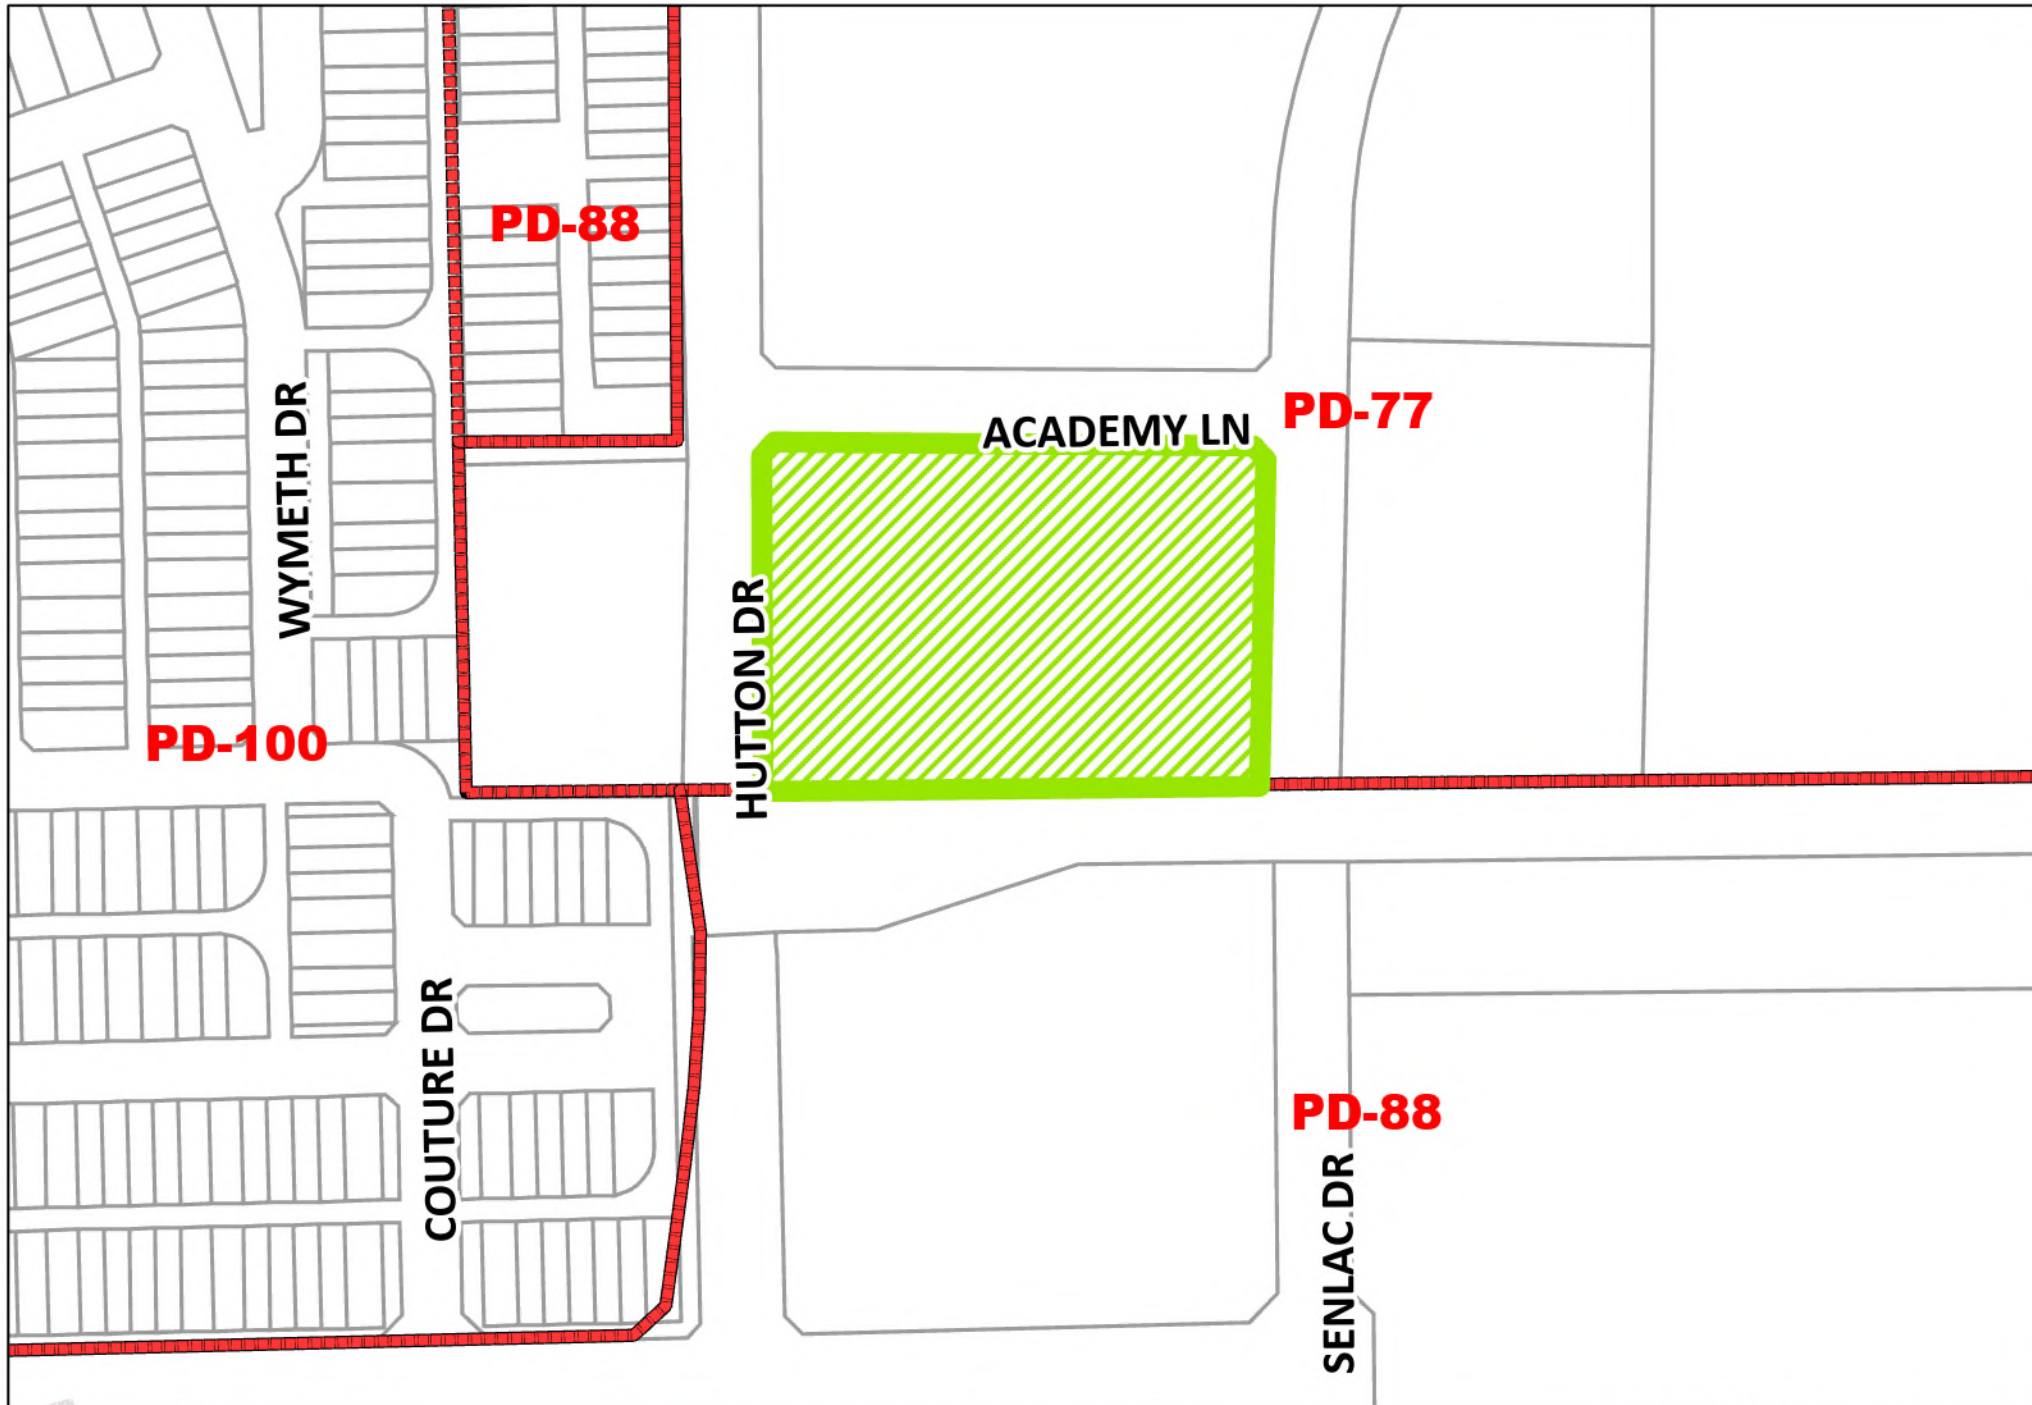 PD-88
PD-77
ACADEMY LN
WYMETH DR
HUTTON DR
PD-100
COUTURE DR
PD-88
SENLAC DR